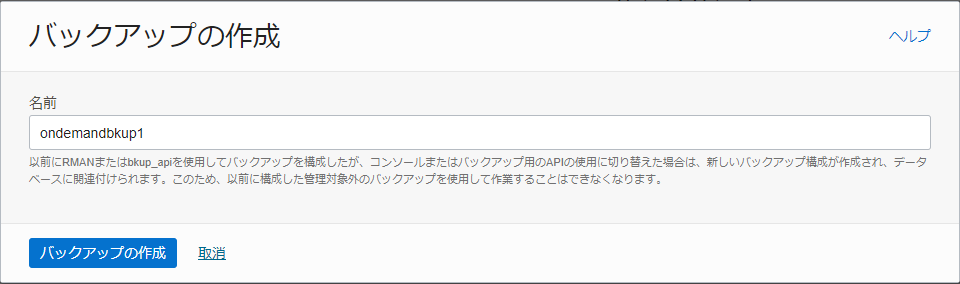 バックアップの作成
ヘルプ
名前
ondemandbkup1
以前にRMANまたはbkup_apiを使用してバックアップを構成したが、コンソールまたはバックアップ用のAPIの使用に切り替えた場合は、新しいバックアップ構成が作成され、データ
ベースに関連付けられます。このため、以前に構成した管理対象外のバックアップを使用して作業することはできなくなります。
バックアップの作成
取消